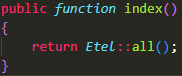 public function index()
{
    return Etel::all();
}